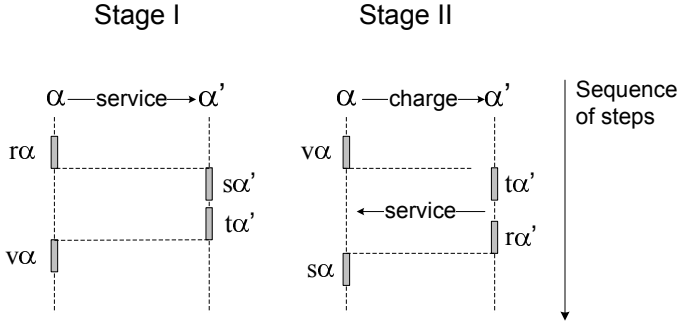 Stage I
Stage II
α service α’
α charge α’
Sequence
of steps
rα
sα’
tα’
vα
vα
tα’
service
rα’
sα